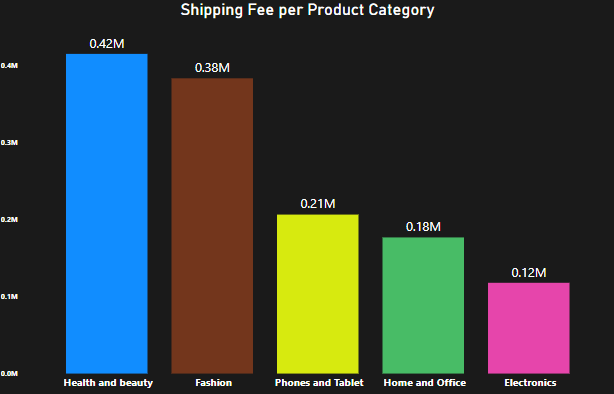 Shipping Fee per Product Category
0.42M
0.38M
0.21M
0.18M
0.12M
0.4M
0.3M
0.2M
0.1M
0.0M
Health and beauty
Fashion
Phones and Tablet
Home and Office
Electronics